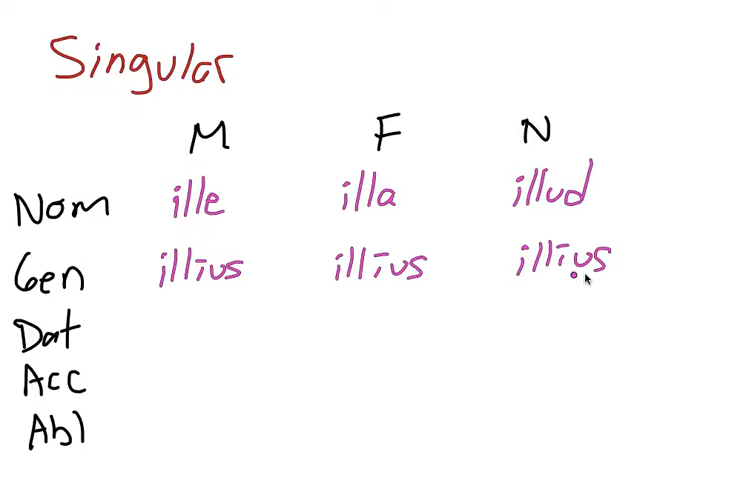 Singular
M F N
Nom ille illa illud
Gen illīus illīus illīus
Dat
Acc
Abl